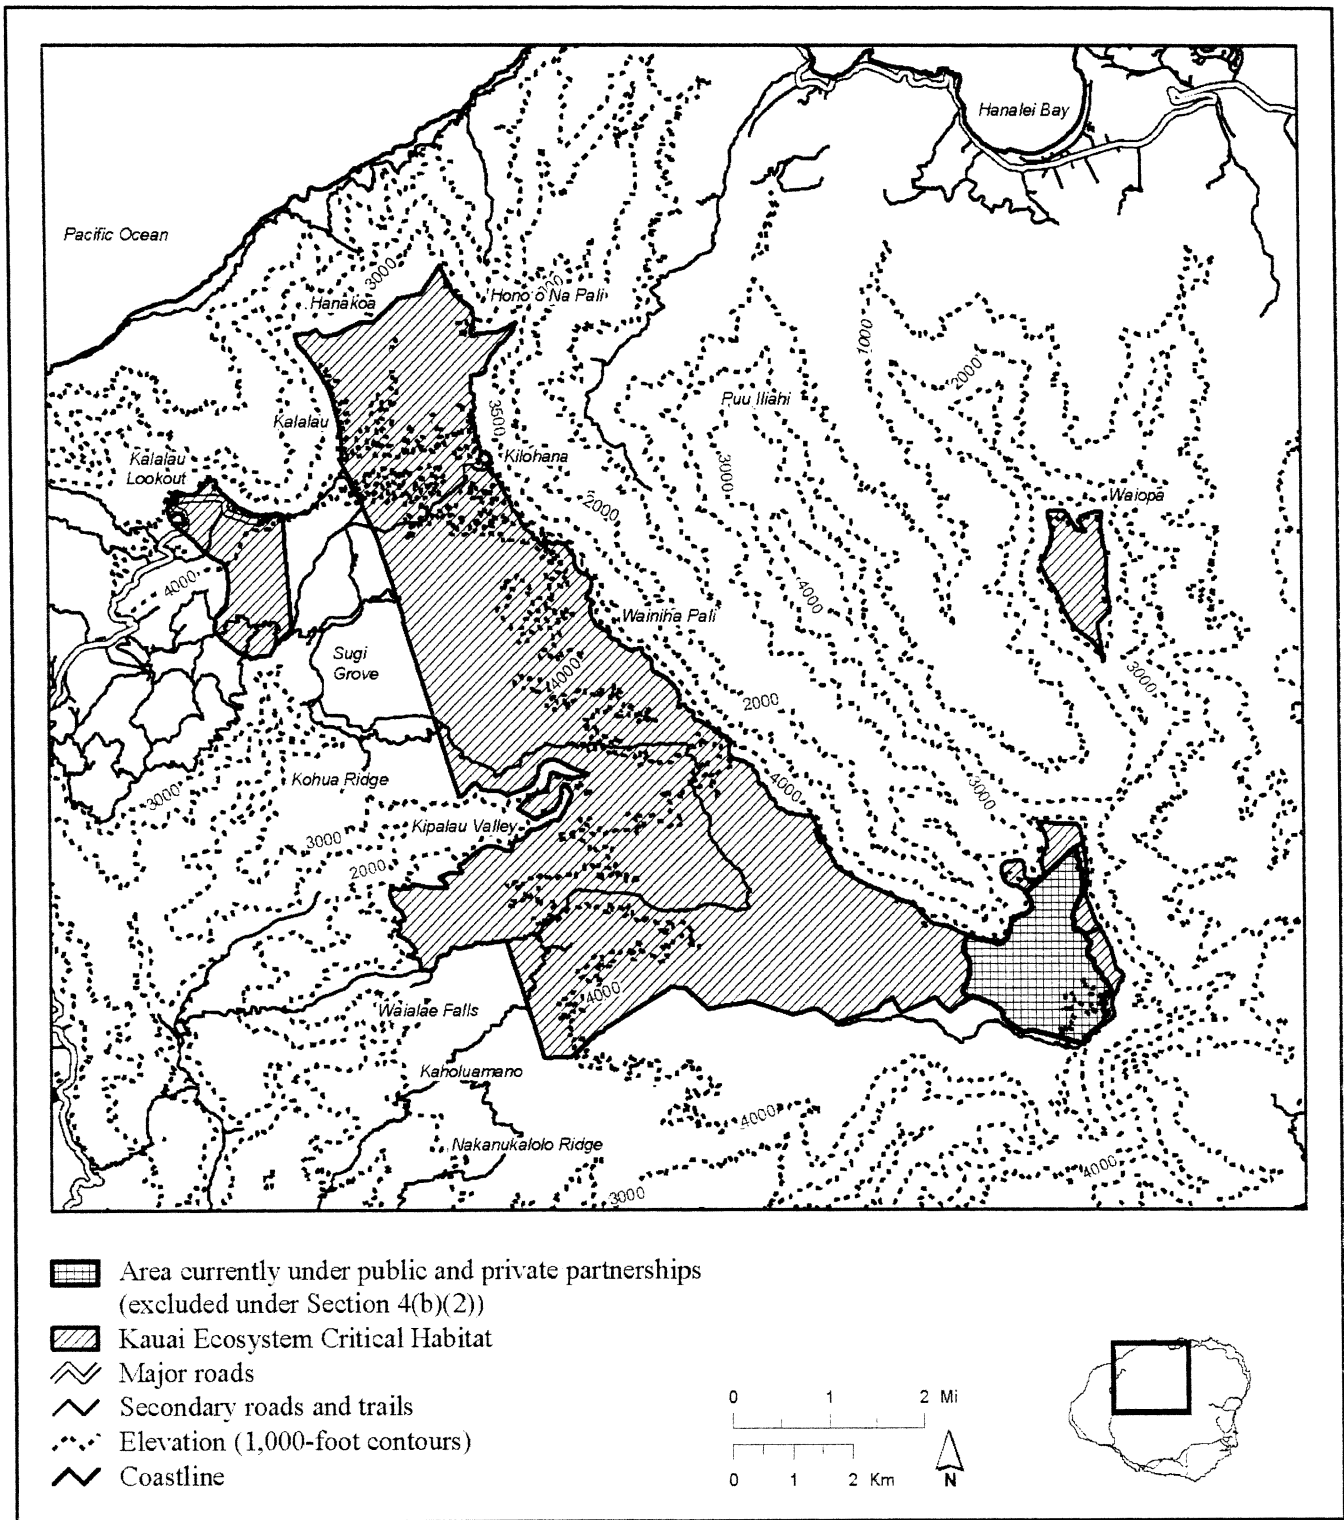 Hanalei Bay
Pacific Ocean
3000
Hanakoa
Hono o Na Pali
1000
2000
Puu Iliahi
3500
Kalalau
Kilohana
Kalalau
Lookout
3000
2000
Waiopa
4000
4000
Wainiha Pali
Sugi
Grove
4000
3000
2000
Kohua Ridge
3000
4000
3000
Kipalau Valley
3000
2000
4000
Waialae Falls
Kaholuamano
4000
Nakanukalolo Ridge
4000
3000
Area currently under public and private partnerships
(excluded under Section 4(b)(2))
Kauai Ecosystem Critical Habitat
Major roads
Secondary roads and trails
Elevation (1,000-foot contours)
Coastline
0 1 2 Mi
0 1 2 Km
N